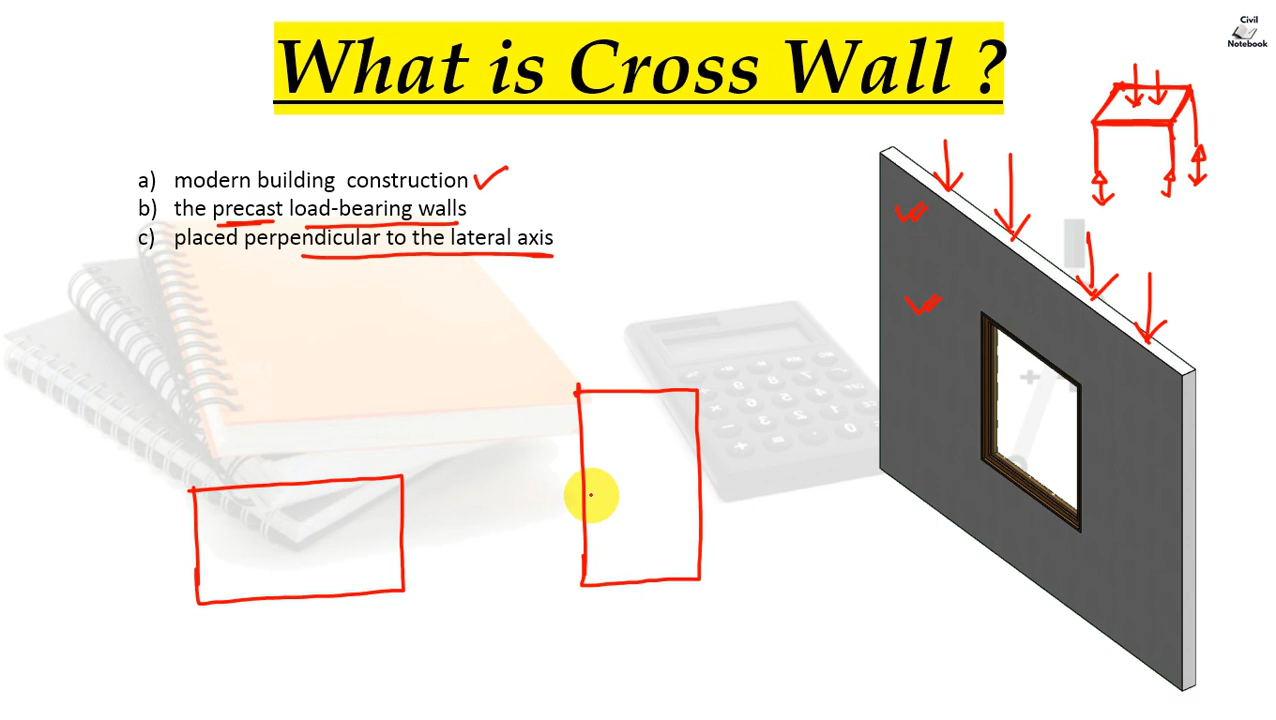 Civil
Notebook
What is Cross Wall ?
a) modern building construction
b) the precast load-bearing walls
c) placed perpendicular to the lateral axis